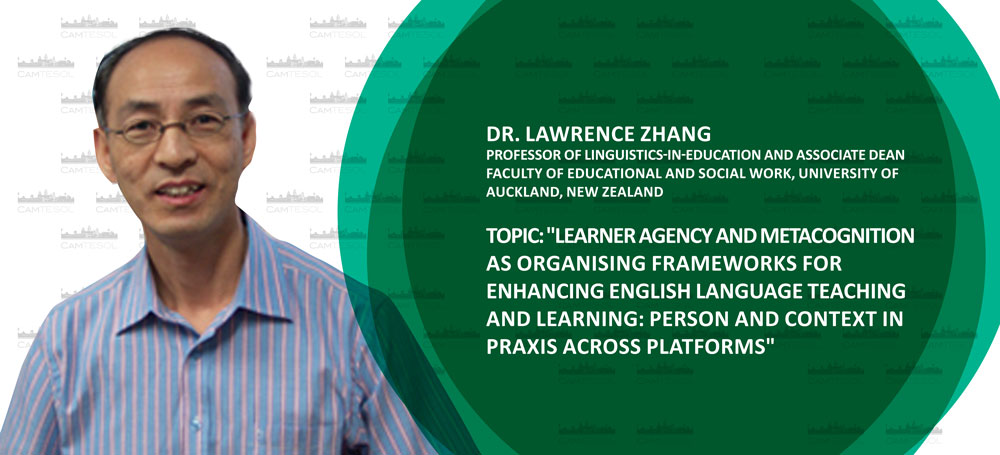 DR. LAWRENCE ZHANG
PROFESSOR OF LINGUISTICS-IN-EDUCATION AND ASSOCIATE DEAN
FACULTY OF EDUCATIONAL AND SOCIAL WORK, UNIVERSITY OF
AUCKLAND, NEW ZEALAND
TOPIC: "LEARNER AGENCY AND METACOGNITION
AS ORGANISING FRAMEWORKS FOR
ENHANCING ENGLISH LANGUAGE TEACHING
AND LEARNING: PERSON AND CONTEXT IN
PRAXIS ACROSS PLATFORMS"
CAMTESOL